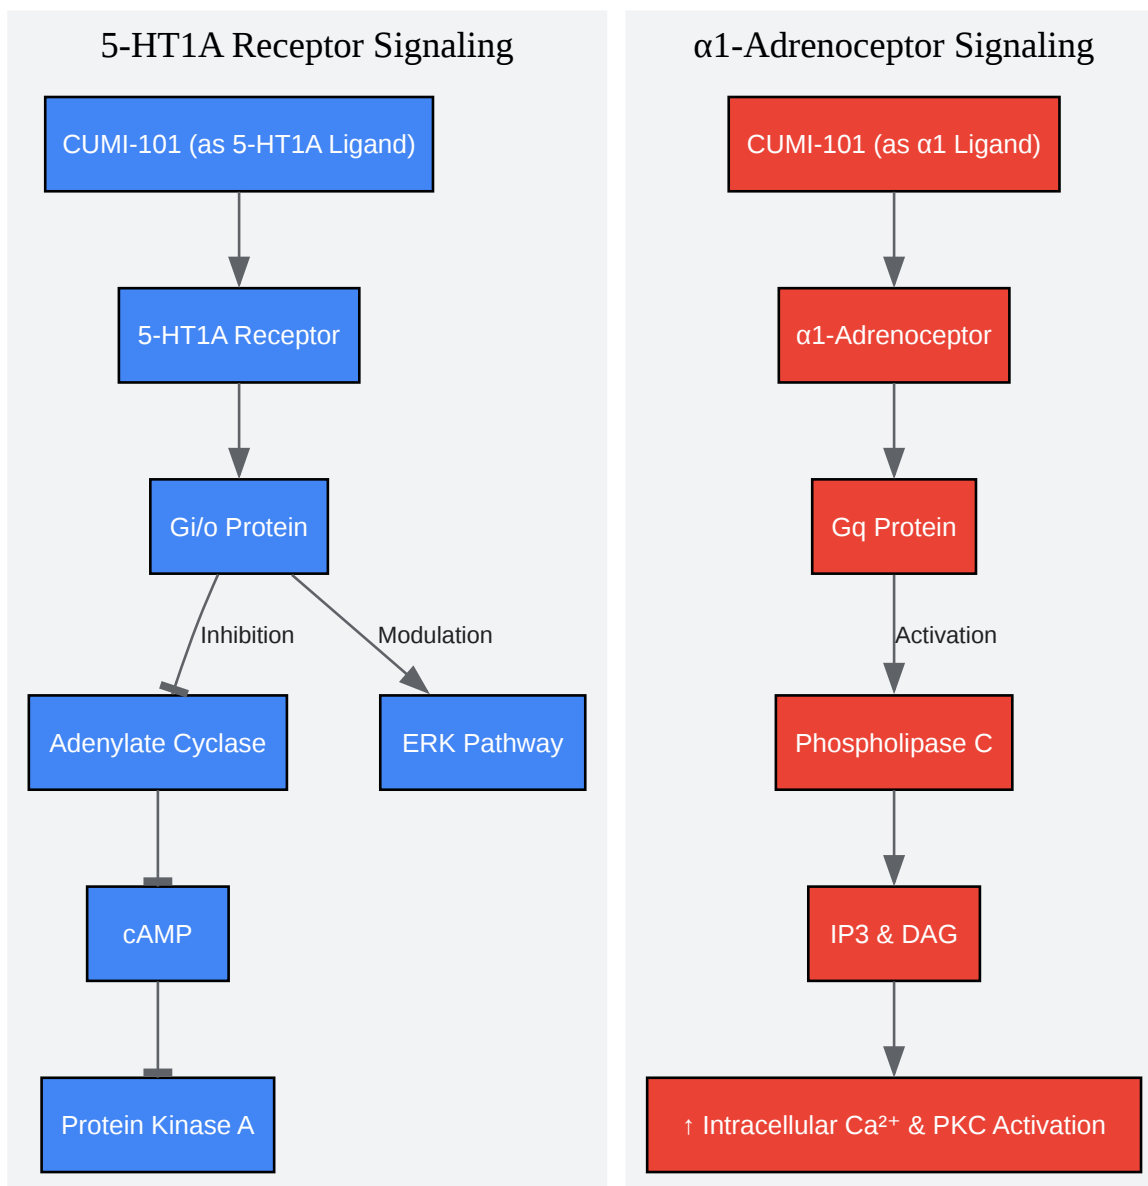 5-HT1A Receptor Signaling
CUMI-101 (as 5-HT1A Ligand)
5-HT1A Receptor
Gi/o Protein
Inhibition
Modulation
Adenylate Cyclase
ERK Pathway
cAMP
Protein Kinase A
α1-Adrenoceptor Signaling
CUMI-101 (as α1 Ligand)
α1-Adrenoceptor
Gq Protein
Activation
Phospholipase C
IP3 & DAG
↑ Intracellular Ca²⁺ & PKC Activation